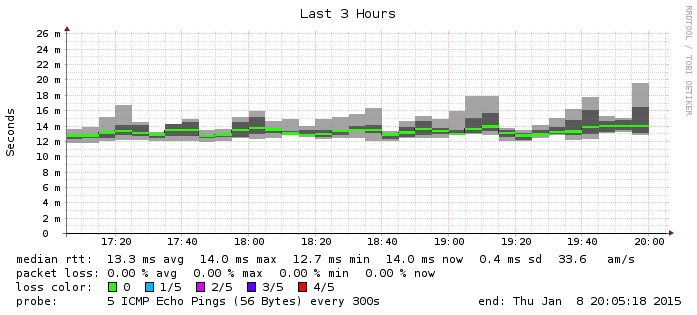 Last 3 Hours
RRDTOOL / TOBI OETIKER
Seconds
26 m
24 m
22 m
20 m
18 m
16 m
14 m
12 m
10 m
8 m
6 m
4 m
2 m
0
17:20 17:40 18:00 18:20 18:40 19:00 19:20 19:40 20:00
median rtt: 13.3 ms avg 14.0 ms max 12.7 ms min 14.0 ms now 0.4 ms sd 33.6 am/s
packet loss: 0.00 % avg 0.00 % max 0.00 % min 0.00 % now
loss color: 0 1/5 2/5 3/5 4/5
probe: 5 ICMP Echo Pings (56 Bytes) every 300s end: Thu Jan 8 20:05:18 2015